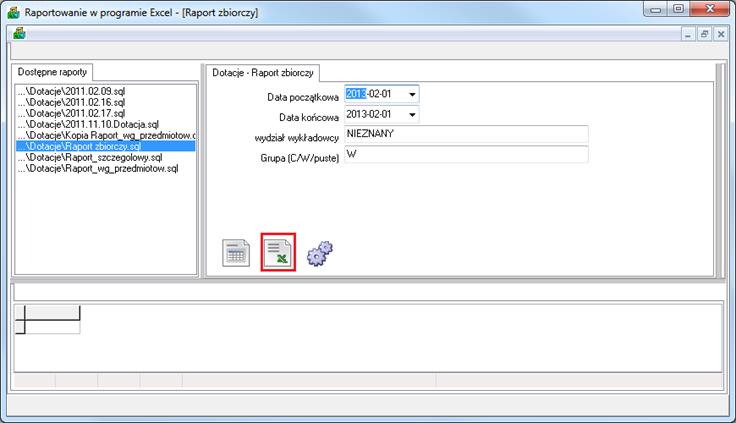 Raportowanie w programie Excel - [Raport zbiorczy]
Dostępne raporty
...\Dotacje\2011.02.09.sql
...\Dotacje\2011.02.16.sql
...\Dotacje\2011.02.17.sql
...\Dotacje\2011.11.10.Dotacja.sql
...\Dotacje\Kopia Raport_wg_przedmiotow.c
...\Dotacje\Raport zbiorczy.sql
...\Dotacje\Raport_szczegolowy.sql
...\Dotacje\Raport_wg_przedmiotow.sql
Dotacje - Raport zbiorczy
Data początkowa 2013-02-01
Data końcowa 2013-02-01
wydział wykładowcy NIEZNANY
Grupa (C/W/puste) W